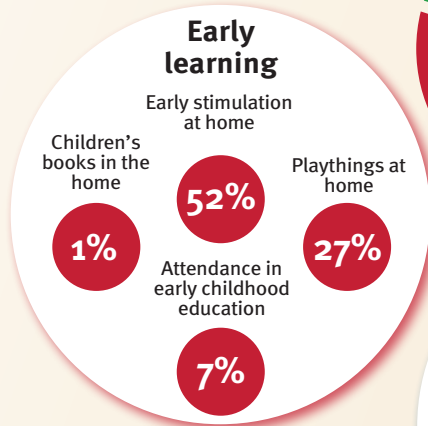 Early
learning
Early stimulation
at home
52%
Children's
books in the
home
1%
Playthings at
home
27%
Attendance in
early childhood
education
7%